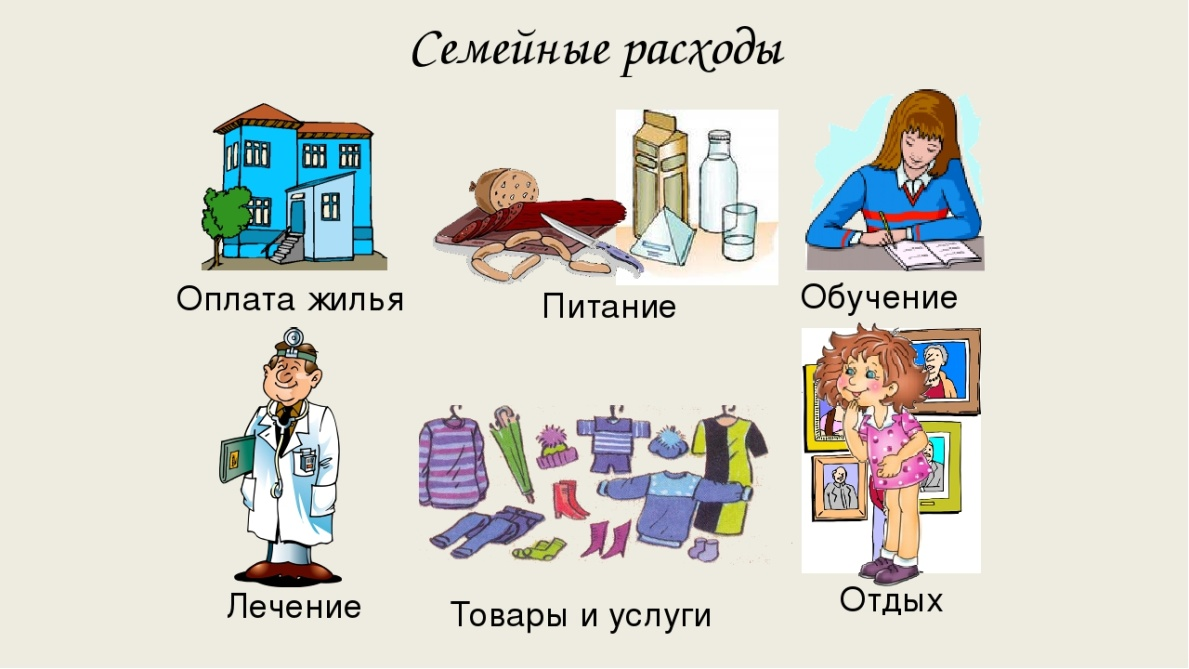 Семейные расходы
Оплата жилья
Питание
Обучение
Лечение
Товары и услуги
Отдых